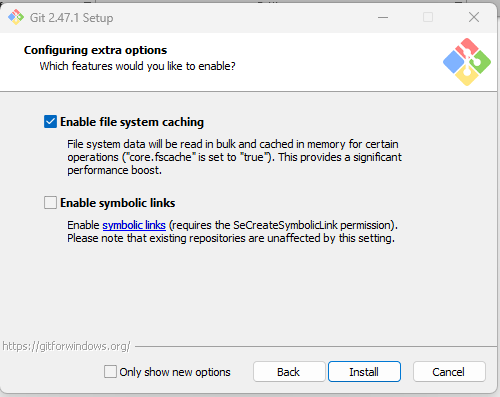 Git 2.47.1 Setup
Configuring extra options
Which features would you like to enable?
Enable file system caching
File system data will be read in bulk and cached in memory for certain
operations ("core.fscache" is set to "true"). This provides a significant
performance boost.
Enable symbolic links
Enable symbolic links (requires the SeCreateSymbolicLink permission).
Please note that existing repositories are unaffected by this setting.
https://gitforwindows.org/
Only show new options
Back
Install
Cancel